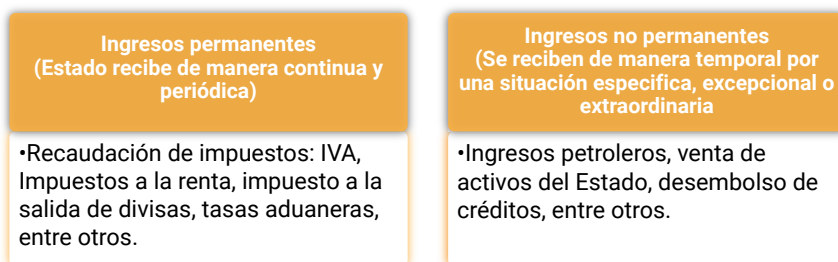 Ingresos permanentes
(Estado recibe de manera continua y
periódica)
•Recaudación de impuestos: IVA,
Impuestos a la renta, impuesto a la
salida de divisas, tasas aduaneras,
entre otros.
Ingresos no permanentes
(Se reciben de manera temporal por
una situación especifica, excepcional o
extraordinaria
•Ingresos petroleros, venta de
activos del Estado, desembolso de
créditos, entre otros.